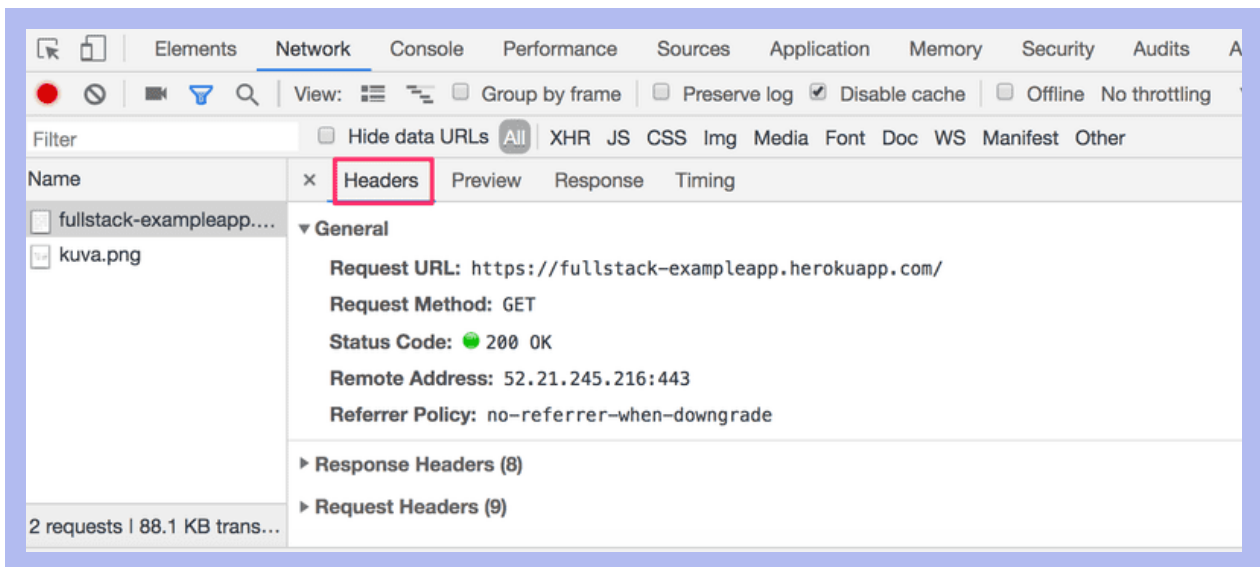 Elements Network Console Performance Sources Application Memory Security Audits A
View: Group by frame Preserve log Disable cache Offline No throttling
Filter Hide data URLs All XHR JS CSS Img Media Font Doc WS Manifest Other
Name × Headers Preview Response Timing
fullstack-exampleapp....
kuva.png
General
Request URL: https://fullstack-exampleapp.herokuapp.com/
Request Method: GET
Status Code: 200 OK
Remote Address: 52.21.245.216:443
Referrer Policy: no-referrer-when-downgrade
Response Headers (8)
Request Headers (9)
2 requests | 88.1 KB trans...